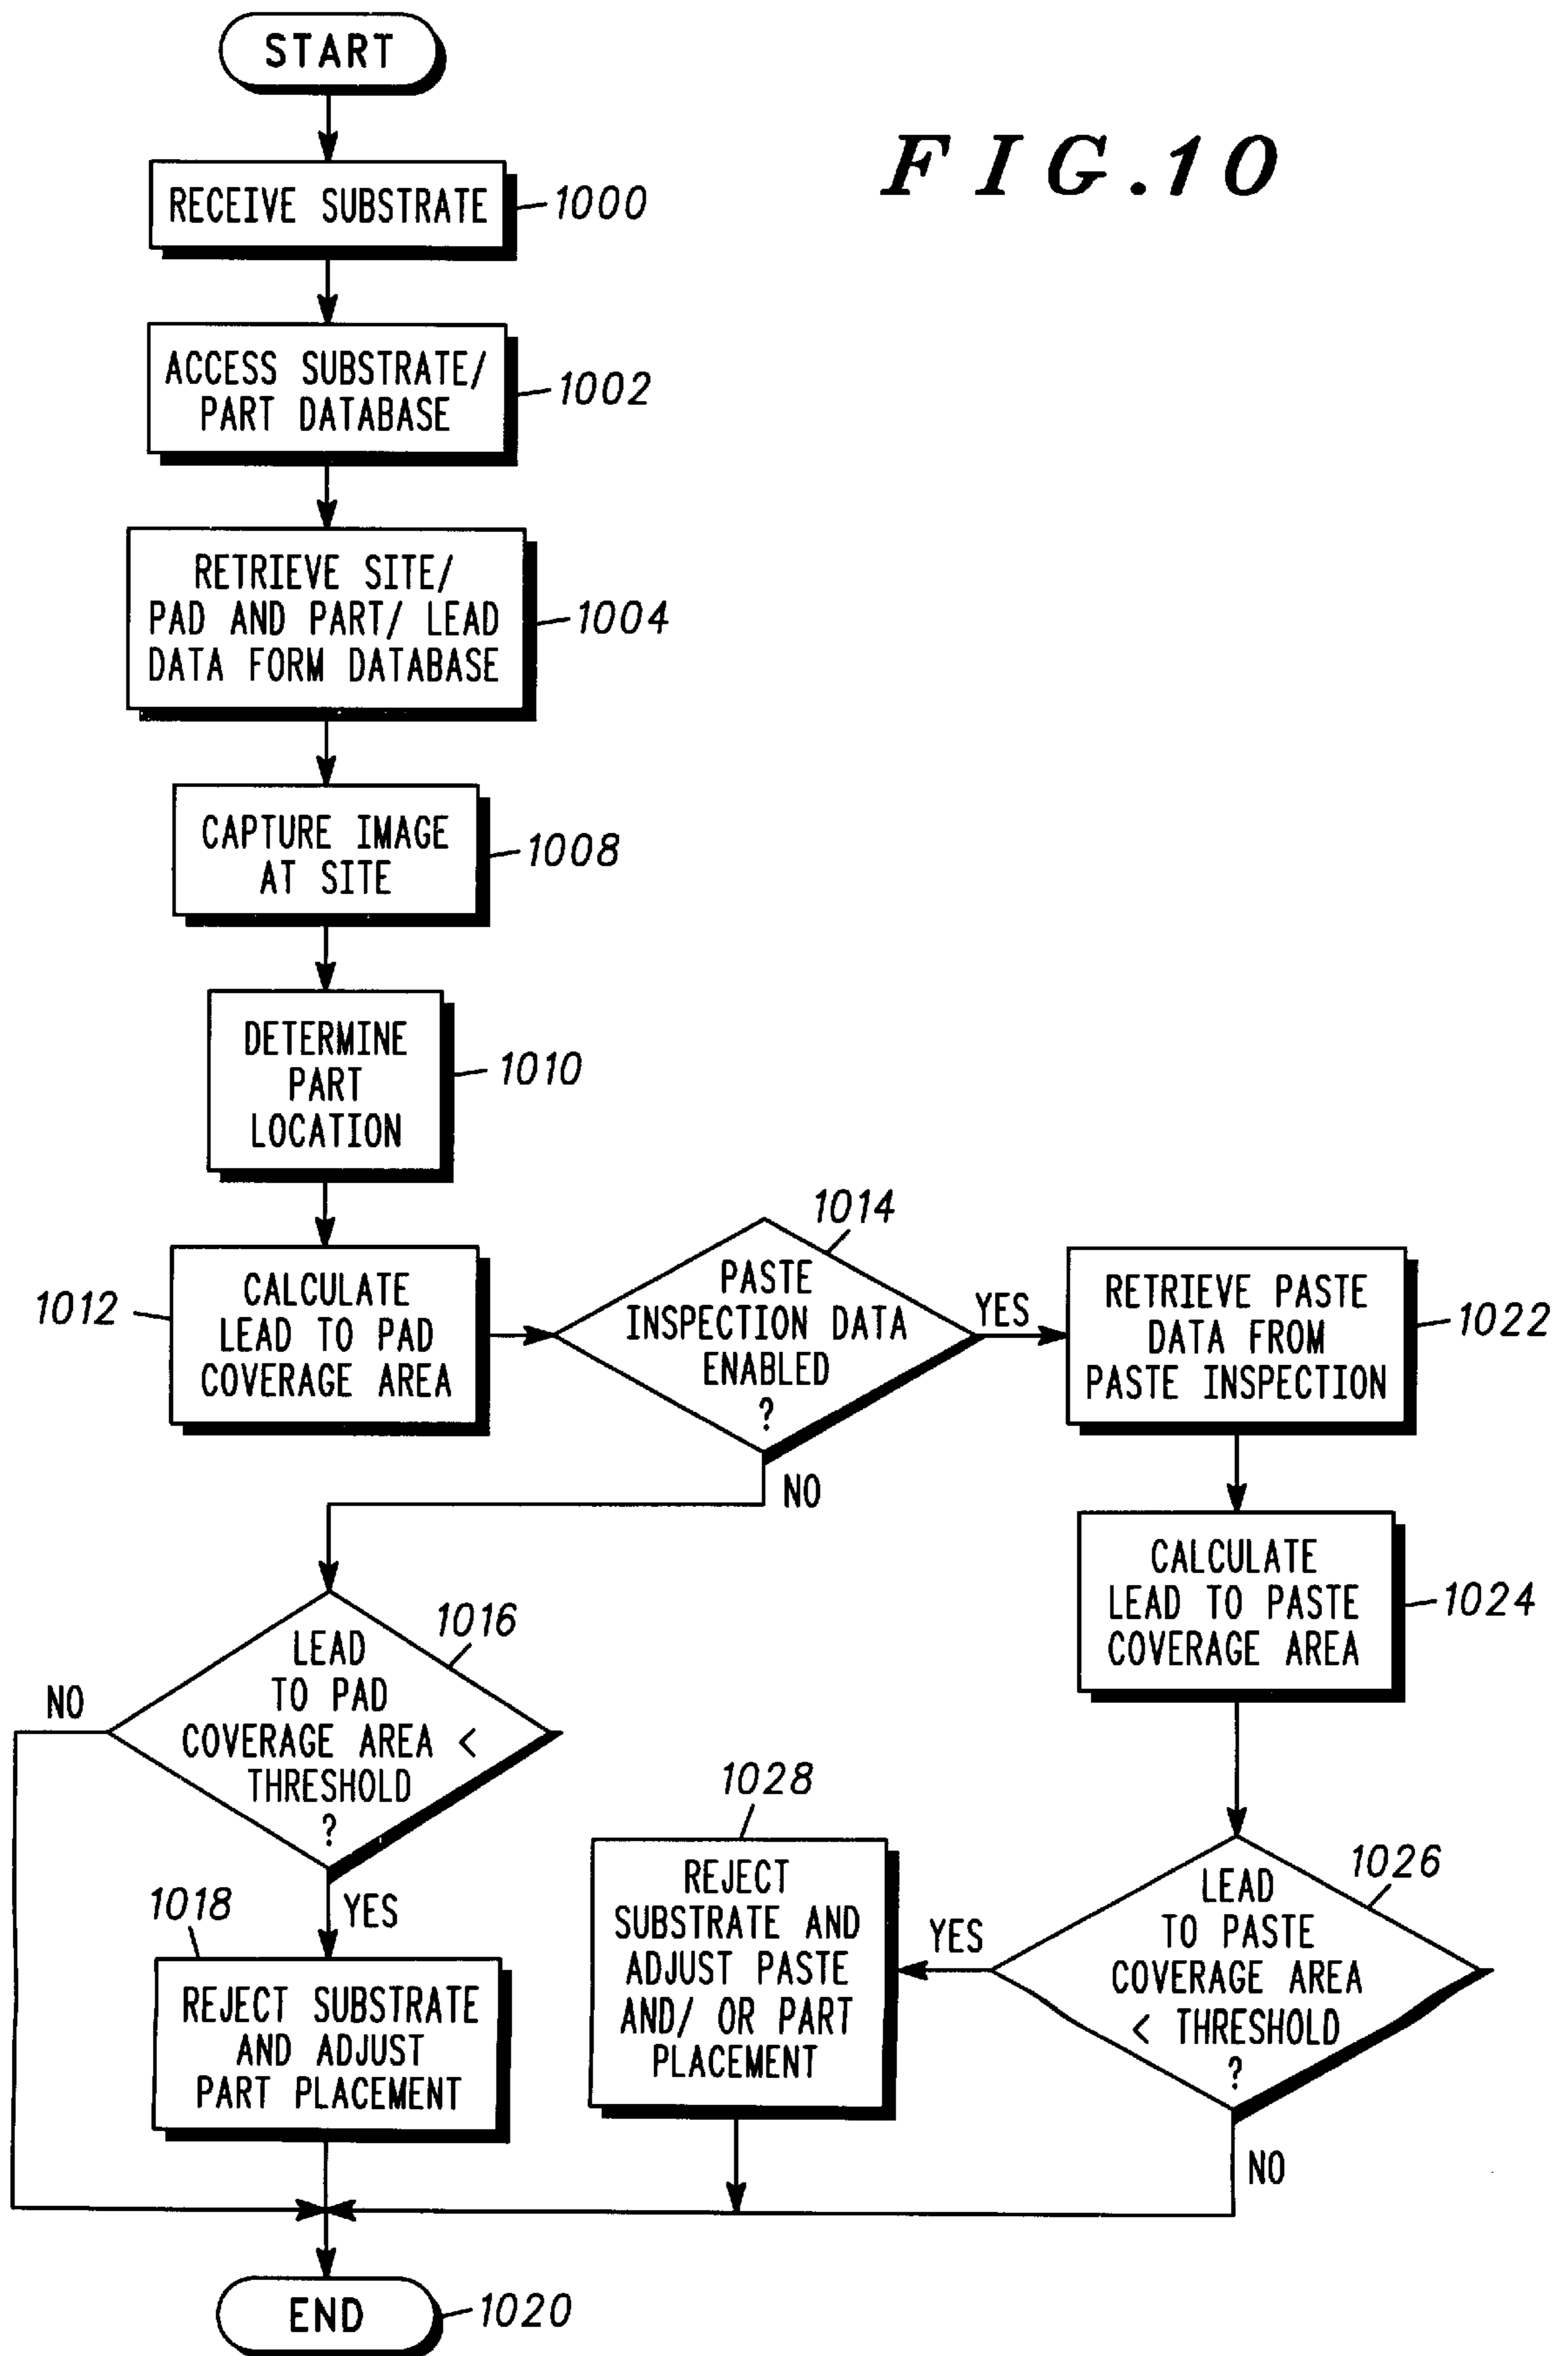 START
FIG.10
RECEIVE SUBSTRATE
1000
ACCESS SUBSTRATE/
PART DATABASE
1002
RETRIEVE SITE/
PAD AND PART/ LEAD
DATA FORM DATABASE
1004
CAPTURE IMAGE
AT SITE
1008
DETERMINE
PART
LOCATION
1010
1012
CALCULATE
LEAD TO PAD
COVERAGE AREA
1014
PASTE
INSPECTION DATA
ENABLED
?
YES
NO
RETRIEVE PASTE
DATA FROM
PASTE INSPECTION
1022
CALCULATE
LEAD TO PASTE
COVERAGE AREA
1024
1016
LEAD
TO PAD
COVERAGE AREA <
THRESHOLD
?
NO
YES
1018
REJECT SUBSTRATE
AND ADJUST
PART PLACEMENT
1028
REJECT
SUBSTRATE AND
ADJUST PASTE
AND/ OR PART
PLACEMENT
YES
1026
LEAD
TO PASTE
COVERAGE AREA
< THRESHOLD
?
NO
END
1020